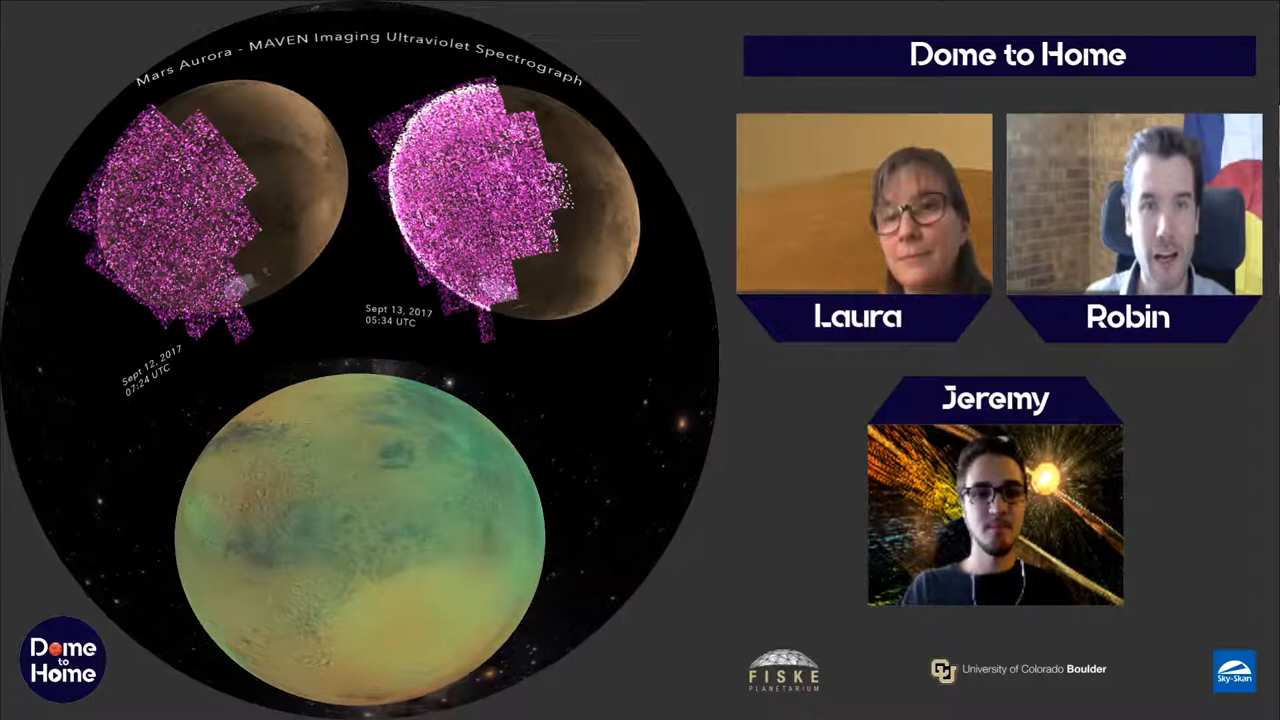 Mars Aurora - MAVEN Imaging Ultraviolet Spectrograph
Sept 12, 2017
07:24 UTC
Sept 13, 2017
05:34 UTC
Dome to Home
Laura
Robin
Jeremy
Dome
to
Home
FISKE
PLANETARIUM
CU
University of Colorado Boulder
Sky-Skan